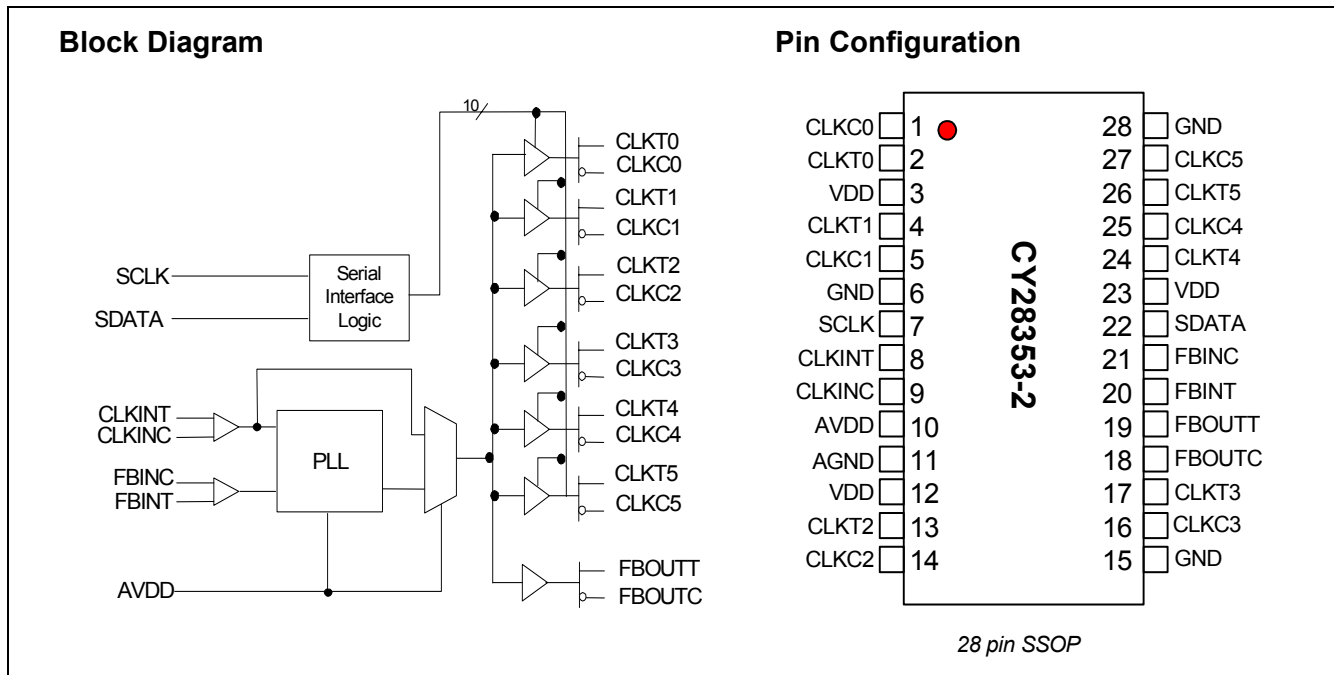 Block Diagram
10
CLKT0
CLKC0
CLKT1
CLKC1
CLKT2
CLKC2
CLKT3
CLKC3
CLKT4
CLKC4
CLKT5
CLKC5
FBOUTT
FBOUTC
SCLK
SDATA
Serial
Interface
Logic
CLKINT
CLKINC
FBINC
FBINT
PLL
AVDD
Pin Configuration
CLKC0 1
CLKT0 2
VDD 3
CLKT1 4
CLKC1 5
GND 6
SCLK 7
CLKINT 8
CLKINC 9
AVDD 10
AGND 11
VDD 12
CLKT2 13
CLKC2 14
CY28353-2
28 GND
27 CLKC5
26 CLKT5
25 CLKC4
24 CLKT4
23 VDD
22 SDATA
21 FBINC
20 FBINT
19 FBOUTT
18 FBOUTC
17 CLKT3
16 CLKC3
15 GND
28 pin SSOP